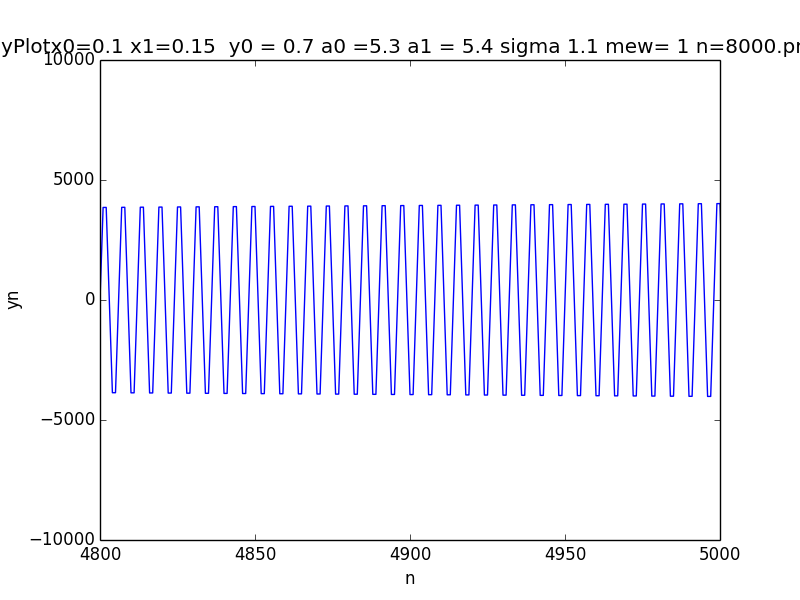 yPlotx0=0.1 x1=0.15  y0 = 0.7 a0 =5.3 a1 = 5.4 sigma 1.1 mew= 1 n=8000.pn
10000
5000
0
−5000
−10000
yn
4800 4850 4900 4950 5000
n